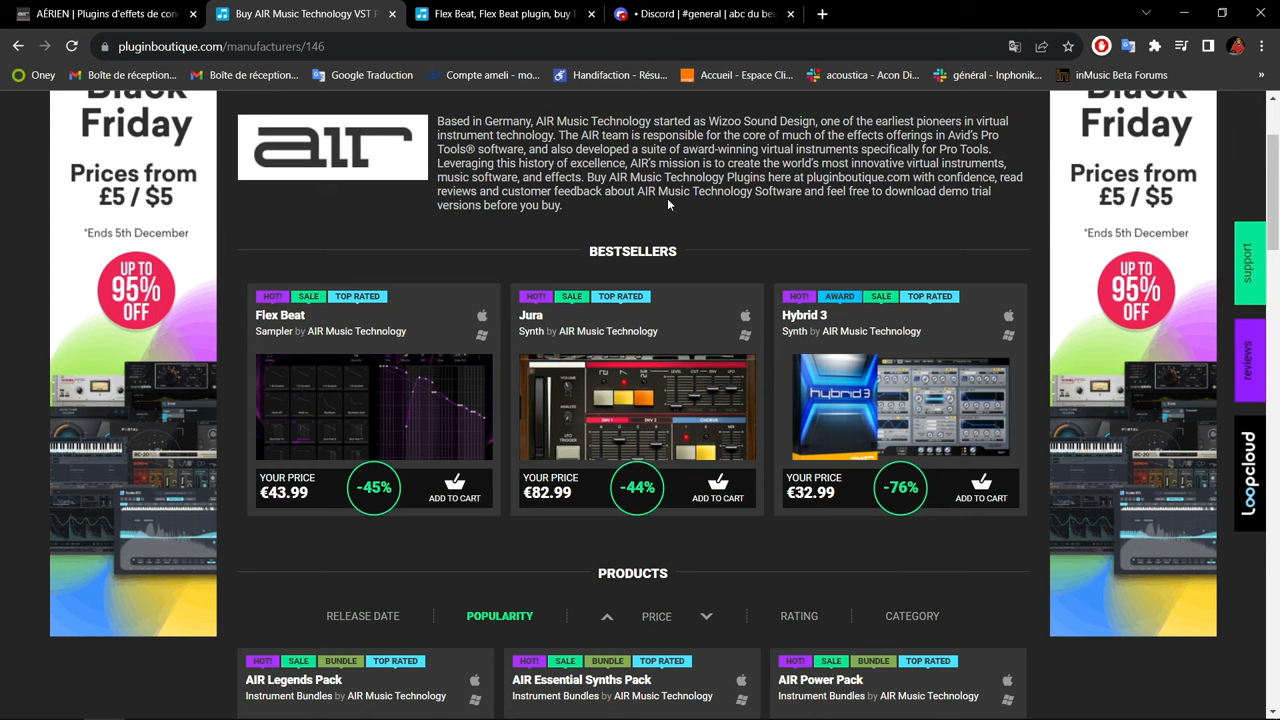 AÉRIEN | Plugins d'effets de con
Buy AIR Music Technology VST P
Flex Beat, Flex Beat plugin, buy F
• Discord | #general | abc du bea
pluginboutique.com/manufacturers/146
Oney
Boîte de réception...
Boîte de réception...
Google Traduction
Compte animé - mo...
Handifaction - Résu...
Accueil - Espace Cli...
acoustica - Acon Di...
général - Inphonik...
inMusic Beta Forums
»
Black
Friday
Prices from
£5 / $5
*Ends 5th December
UP TO
95%
OFF
air
ed in Germany, AIR Music Technology started as Wizoo Sound Design, one of the earliest pioneers in virtual
ent technology. The AIR team is responsible for the core of much of the effects offerings in Avid's Pro
Tools® software, and also developed a suite of award-winning virtual instruments specifically for Pro Tools.
Leveraging the history of excellence, AIR's mission is to create the world's most innovative virtual instruments,
music software, and effects. Buy AIR Music Technology Plugins here at pluginboutique.com with confidence, read
news and customer feedback about AIR Music Technology Software and feel free to download demo trial
versions before you buy.
Black
Friday
Prices from
£5 / $5
*Ends 5th December
UP TO
95%
OFF
support
reviews
Loopcloud
BESTSELLERS
HOT! SALE TOP RATED
Flex Beat
Sampler by AIR Music Technology
YOUR PRICE
-45%
ADD TO CART
HOT! SALE TOP RATED
Jura
Synth by AIR Music Technology
YOUR PRICE
-44%
ADD TO CART
HOT! AWARD SALE TOP RATED
Hybrid 3
Synth by AIR Music Technology
hybrid 3
YOUR PRICE
-76%
ADD TO CART
PRODUCTS
RELEASE DATE
POPULARITY
PRICE
RATING
CATEGORY
HOT! SALE BUNDLE TOP RATED
AIR Legends Pack
Instrument Bundles by AIR Music Technology
HOT! SALE BUNDLE TOP RATED
AIR Essential Synths Pack
Instrument Bundles by AIR Music Technology
HOT! SALE BUNDLE TOP RATED
AIR Power Pack
Instrument Bundles by AIR Music Technology